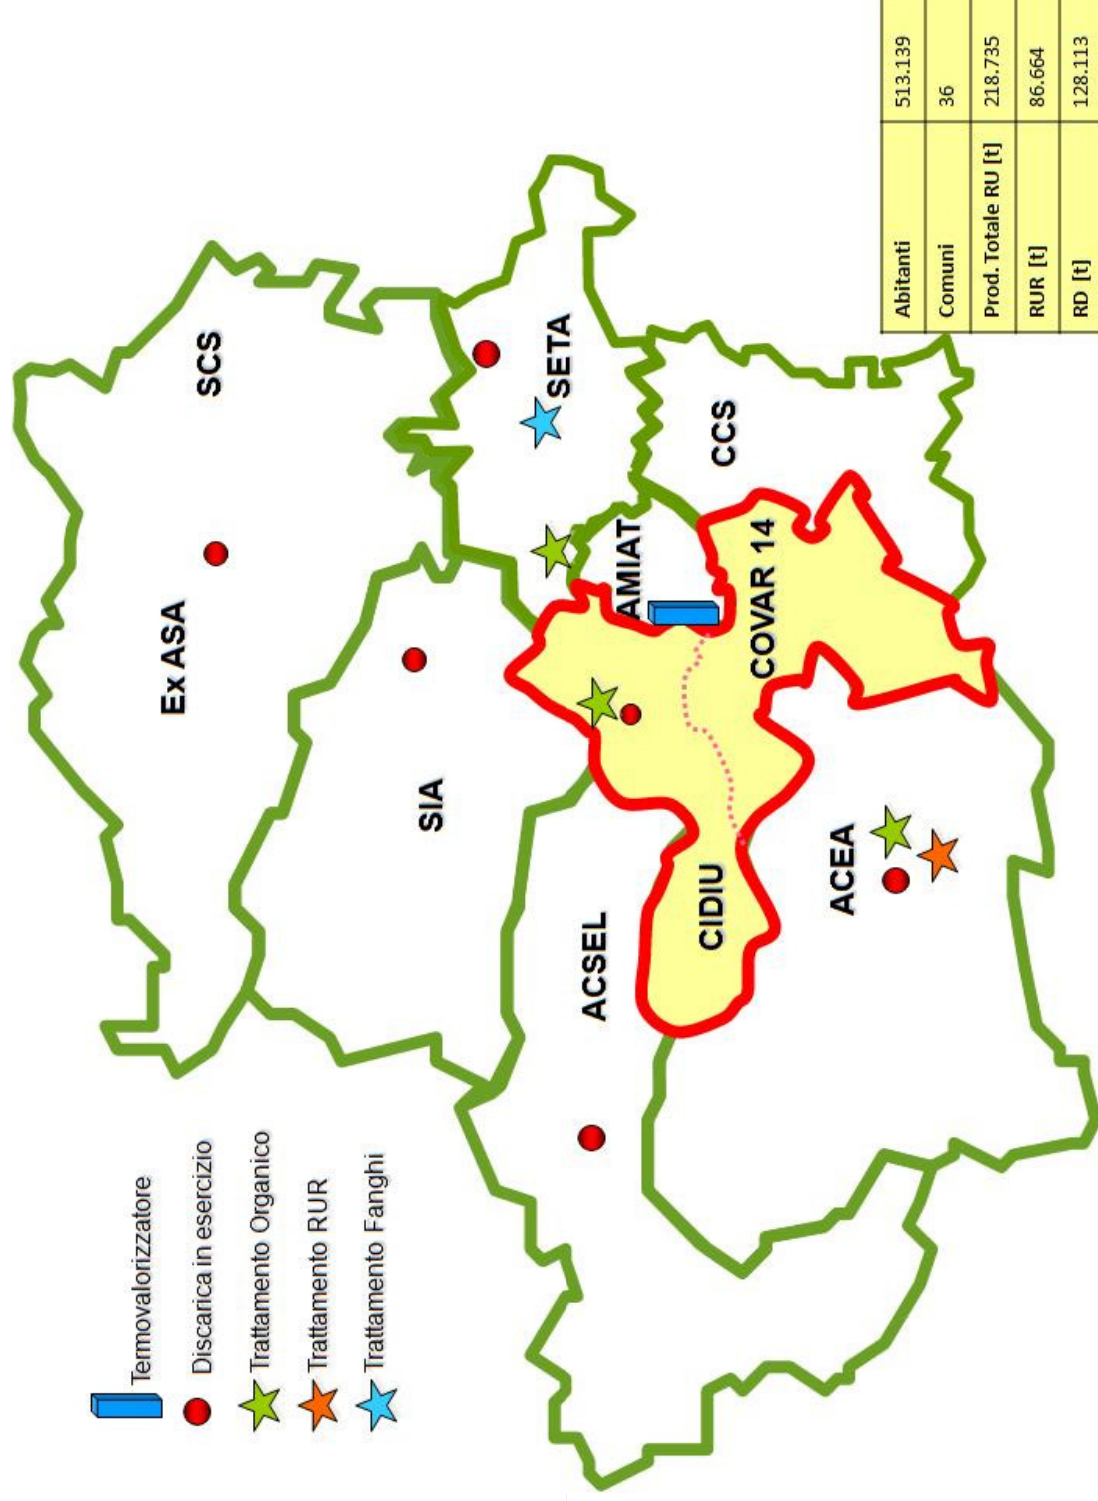 Termovalorizzatore
Discarica in esercizio
Trattamento Organico
Trattamento RUR
Trattamento Fanghi
Ex ASA
SCS
SIA
ACSEL
SETA
AMIAT
CIDIU
COVAR 14
CCS
ACEA
Abitanti 513.139
Comuni 36
Prod. Totale RU [t] 218.735
RUR [t] 86.664
RD [t] 128.113